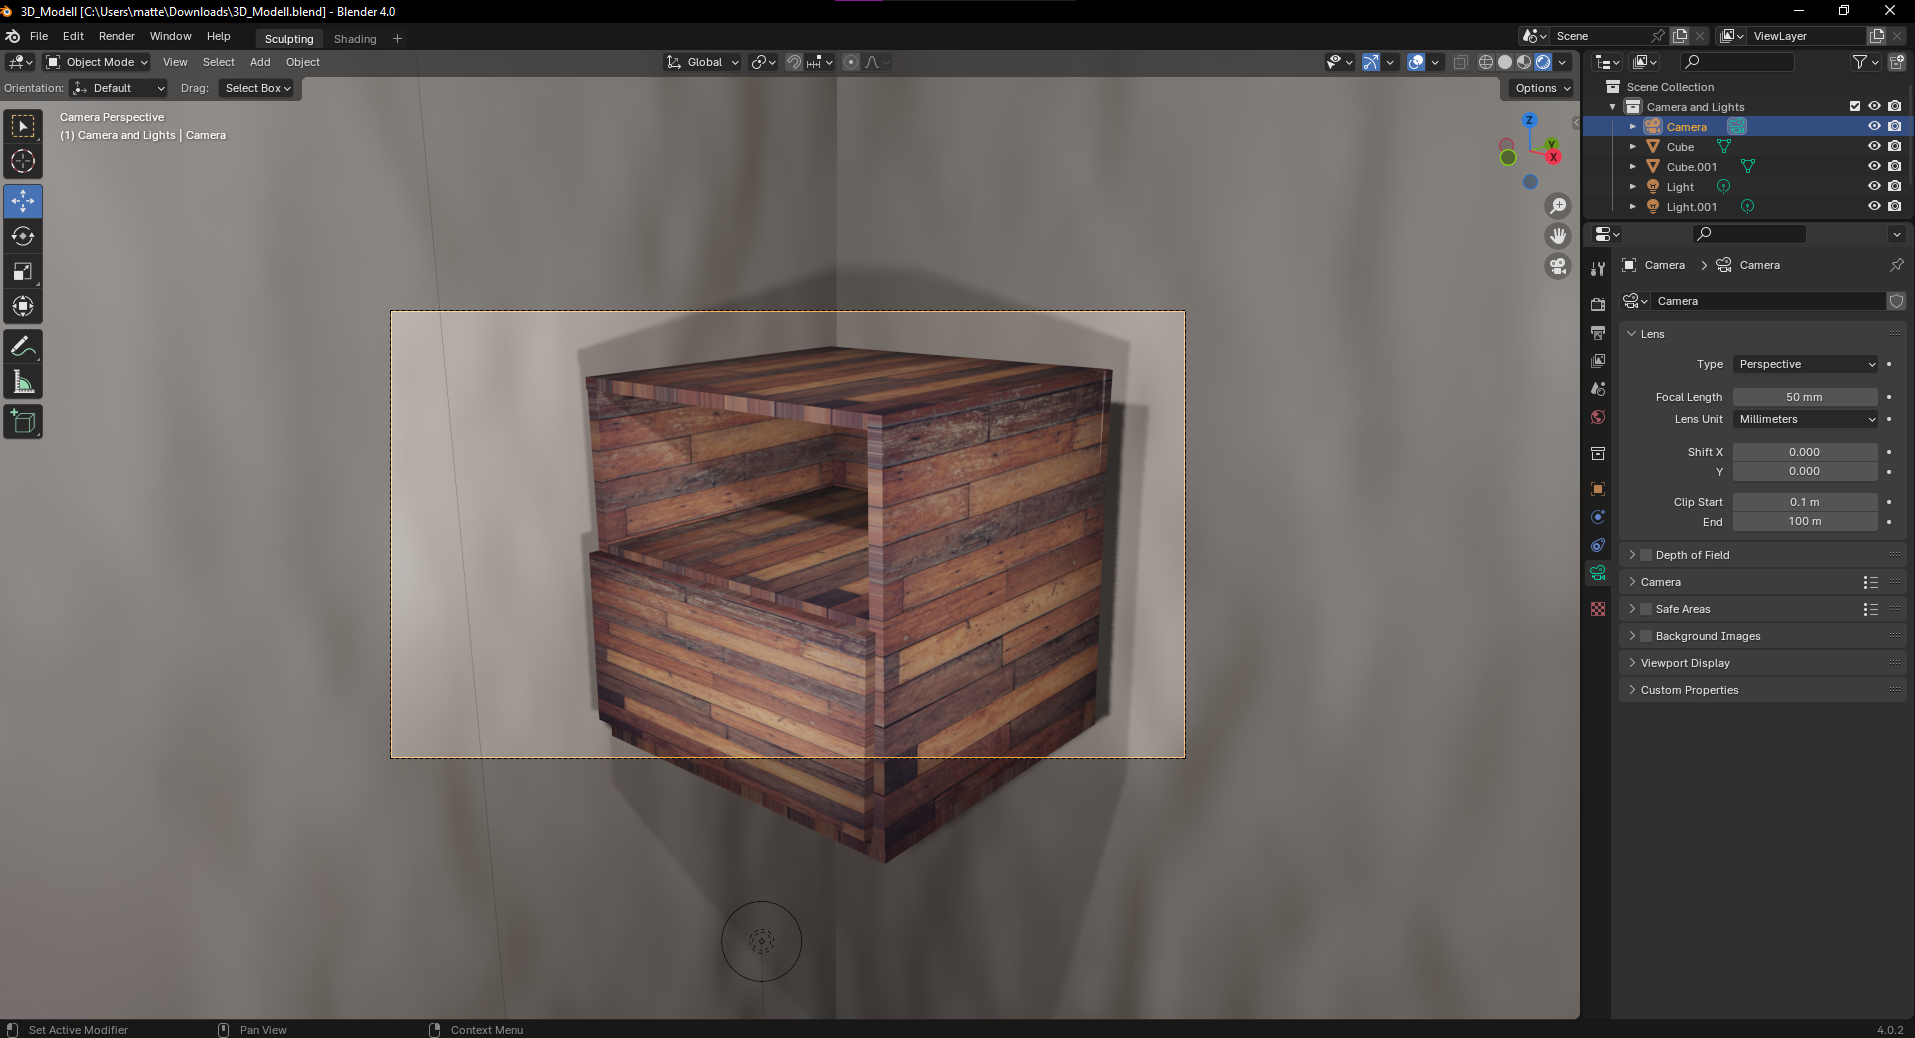 3D_Modell [C:\Users\matte\Downloads\3D_Modell.blend] - Blender 4.0
File Edit Render Window Help Sculpting Shading + Scene ViewLayer
Object Mode View Select Add Object Global
Orientation: Default Drag: Select Box Options
Camera Perspective
(1) Camera and Lights | Camera
Z
Y
X
Scene Collection
Camera and Lights
Camera
Cube
Cube.001
Light
Light.001
Camera > Camera
Camera
Lens
Type Perspective
Focal Length 50 mm
Lens Unit Millimeters
Shift X 0.000
Y 0.000
Clip Start 0.1 m
End 100 m
Depth of Field
Camera
Safe Areas
Background Images
Viewport Display
Custom Properties
Set Active Modifier Pan View Context Menu 4.0.2